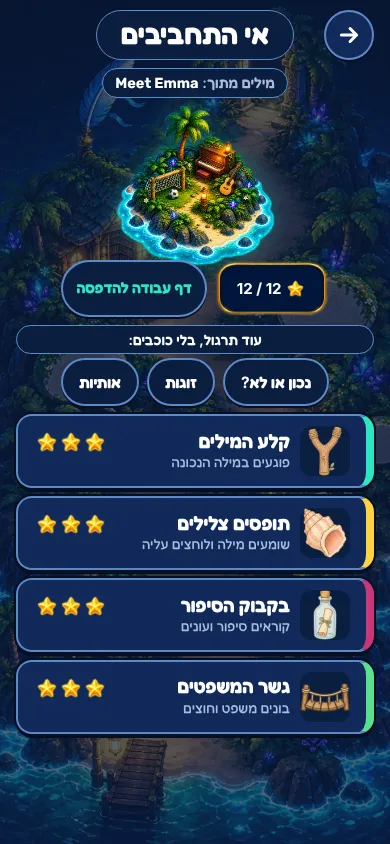 אי התחביבים
מילים מתוך: Meet Emma
12 / 12
דף עבודה להדפסה
עוד תרגול, בלי כוכבים:
נכון או לא?
זוגות
אותיות
קלע המילים
פוגעים במילה הנכונה
תופסים צלילים
שומעים מילה ולוחצים עליה
בקבוק הסיפור
קוראים סיפור ועונים
גשר המשפטים
בונים משפט וחוצים